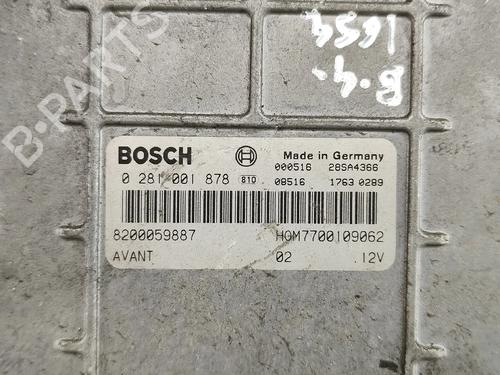 B-PARTS
1654
B.4.
BOSCH
Made in Germany
000516 28SA4366
0 281 001 878 810 08516 1763 0289
8200059887 HOM7700109062
AVANT 02 .12V